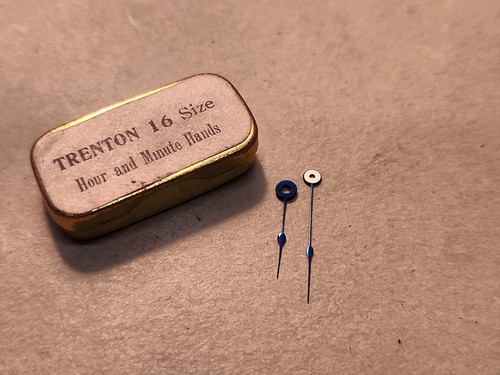 TRENTON 16 Size
Hour and Minute Hands